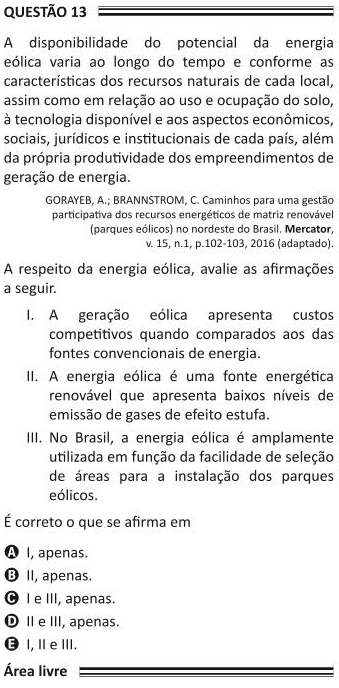 QUESTÃO 13
A disponibilidade do potencial da energia
eólica varia ao longo do tempo e conforme as
características dos recursos naturais de cada local,
assim como em relação ao uso e ocupação do solo,
à tecnologia disponível e aos aspectos econômicos,
sociais, jurídicos e institucionais de cada país, além
da própria produtividade dos empreendimentos de
geração de energia.
GORAYEB, A.; BRANNSTROM, C. Caminhos para uma gestão
participativa dos recursos energéticos de matriz renovável
(parques eólicos) no nordeste do Brasil. Mercator,
v. 15, n.1, p.102-103, 2016 (adaptado).
A respeito da energia eólica, avalie as afirmações
a seguir.
I. A geração eólica apresenta custos
competitivos quando comparados aos das
fontes convencionais de energia.
II. A energia eólica é uma fonte energética
renovável que apresenta baixos níveis de
emissão de gases de efeito estufa.
III. No Brasil, a energia eólica é amplamente
utilizada em função da facilidade de seleção
de áreas para a instalação dos parques
eólicos.
É correto o que se afirma em
A I, apenas.
B II, apenas.
C I e III, apenas.
D II e III, apenas.
E I, II e III.
Área livre